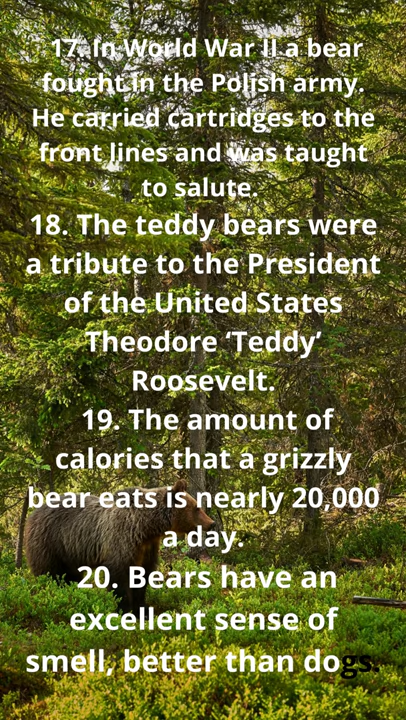 17. In World War II a bear
fought in the Polish army.
He carried cartridges to the
front lines and was taught
to salute.
18. The teddy bears were
a tribute to the President
of the United States
Theodore ‘Teddy’
Roosevelt.
19. The amount of
calories that a grizzly
bear eats is nearly 20,000
a day.
20. Bears have an
excellent sense of
smell, better than dogs.